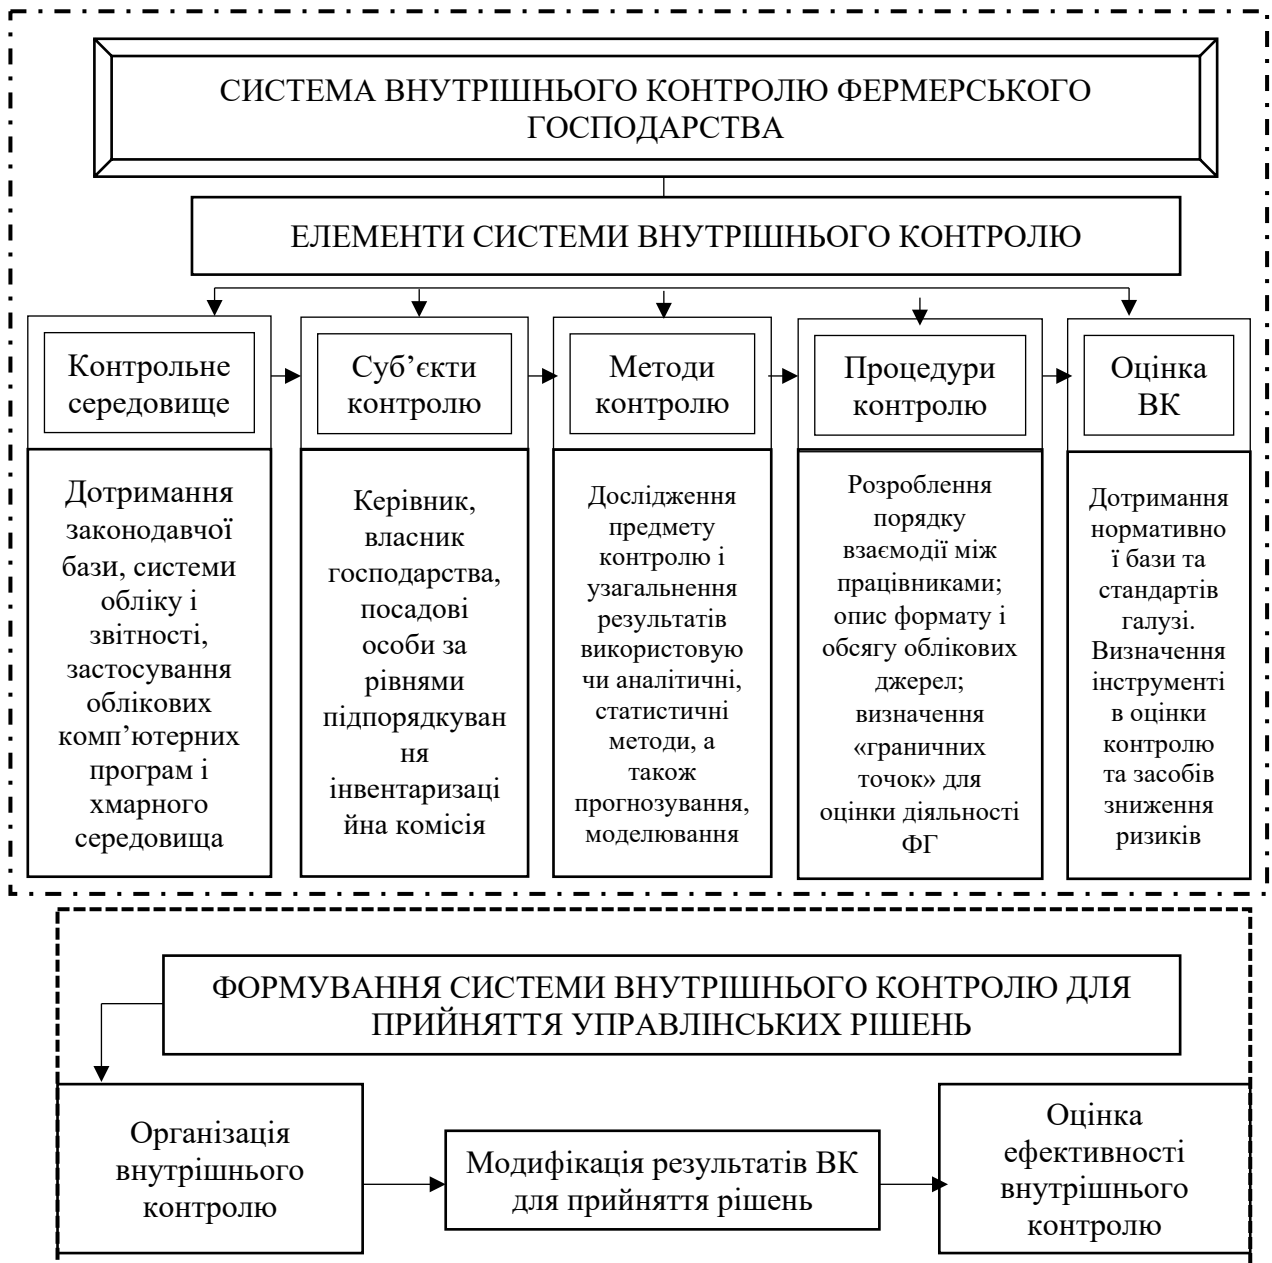 СИСТЕМА ВНУТРІШНЬОГО КОНТРОЛЮ ФЕРМЕРСЬКОГО
ГОСПОДАРСТВА
ЕЛЕМЕНТИ СИСТЕМИ ВНУТРІШНЬОГО КОНТРОЛЮ
Контрольне
середовище
Суб’єкти
контролю
Методи
контролю
Процедури
контролю
Оцінка
ВК
Дотримання
законодавчої
бази, системи
обліку і
звітності,
застосування
облікових
комп’ютерних
програм і
хмарного
середовища
Керівник,
власник
господарства,
посадові
особи за
рівнями
підпорядкуван
ня
інвентаризаці
йна комісія
Дослідження
предмету
контролю і
узагальнення
результатів
використовую
чи аналітичні,
статистичні
методи, а
також
прогнозування,
моделювання
Розроблення
порядку
взаємодії між
працівниками;
опис формату і
обсягу облікових
джерел;
визначення
«граничних
точок» для
оцінки діяльності
ФГ
Дотримання
нормативно
ї бази та
стандартів
галузі.
Визначення
інструменті
в оцінки
контролю
та засобів
зниження
ризиків
ФОРМУВАННЯ СИСТЕМИ ВНУТРІШНЬОГО КОНТРОЛЮ ДЛЯ
ПРИЙНЯТТЯ УПРАВЛІНСЬКИХ РІШЕНЬ
Організація
внутрішнього
контролю
Модифікація результатів ВК
для прийняття рішень
Оцінка
ефективності
внутрішнього
контролю